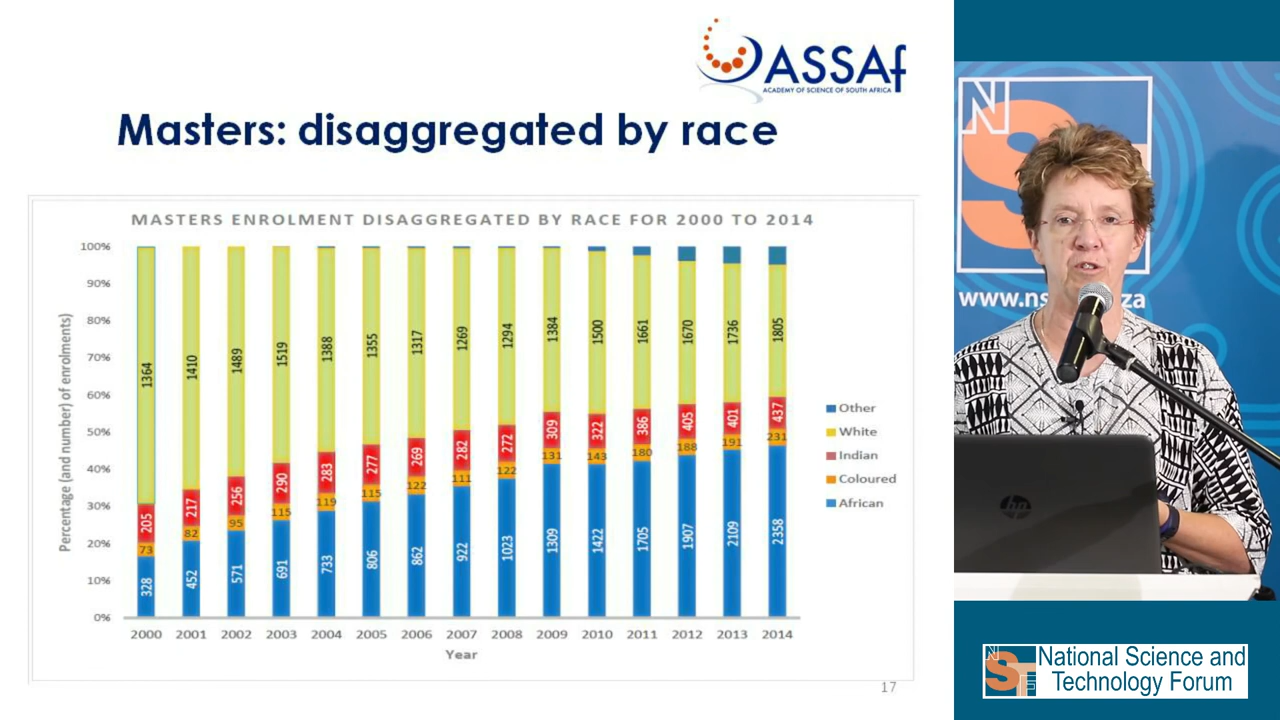 ASSAf
ACADEMY OF SCIENCE OF SOUTH AFRICA
Masters: disaggregated by race
MASTERS ENROLMENT DISAGGREGATED BY RACE FOR 2000 TO 2014
Percentage (and number) of enrolments)
100%
90%
80%
70%
60%
50%
40%
30%
20%
10%
0%
1364 1410 1489 1519 1388 1355 1317 1269 1294 1384 1500 1661 1670 1736 1805
205 217 256 290 283 277 269 282 272 309 322 386 405 401 437
73 82 95 115 119 115 122 111 122 131 143 180 188 191 231
328 452 571 691 733 806 862 922 1023 1309 1422 1705 1907 2109 2358
2000 2001 2002 2003 2004 2005 2006 2007 2008 2009 2010 2011 2012 2013 2014
Year
Other
White
Indian
Coloured
African
17
N
S
www.ns
za
hp
NSTF
National Science and
Technology Forum